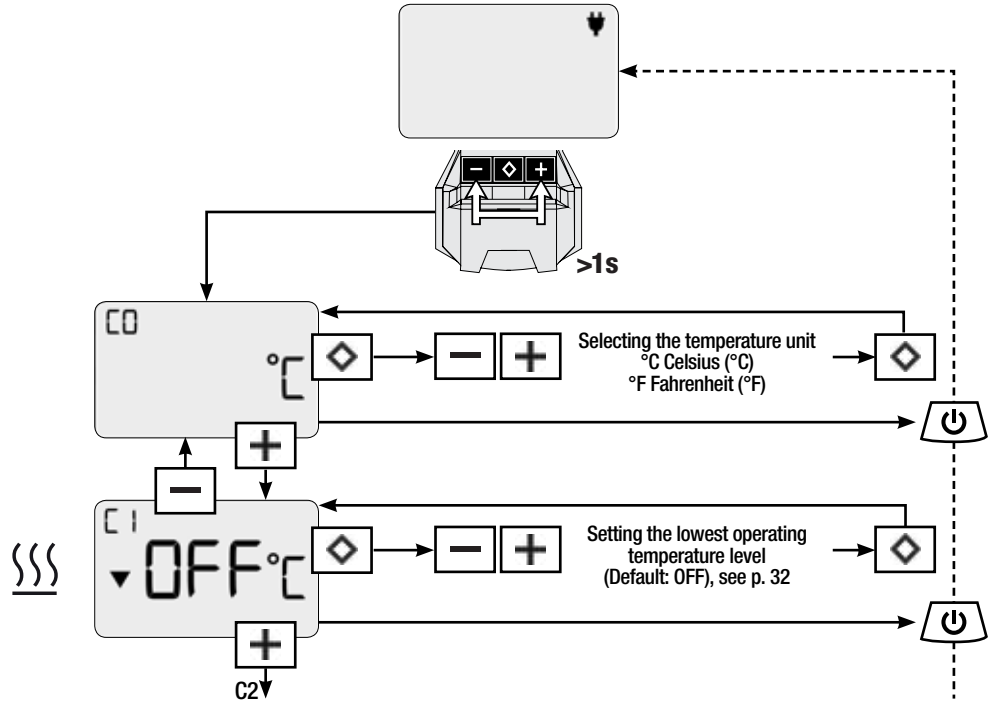 >1s
C0
°C
Selecting the temperature unit
°C Celsius (°C)
°F Fahrenheit (°F)
C1
OFF°C
Setting the lowest operating
temperature level
(Default: OFF), see p. 32
C2